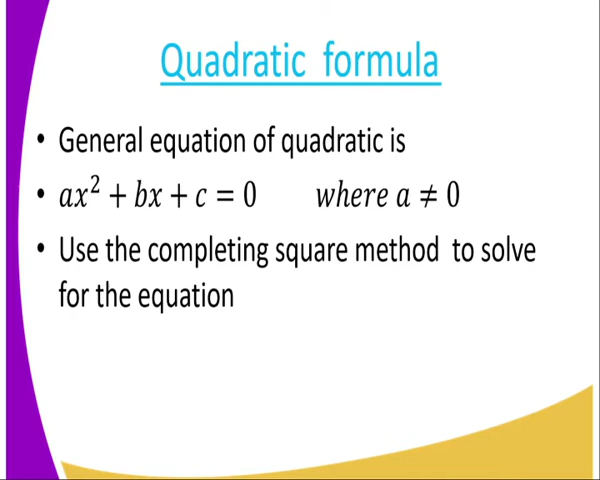 Quadratic formula
• General equation of quadratic is
• 𝑎𝑥² + 𝑏𝑥 + 𝑐 = 0 𝑤ℎ𝑒𝑟𝑒 𝑎 ≠ 0
• Use the completing square method to solve
for the equation